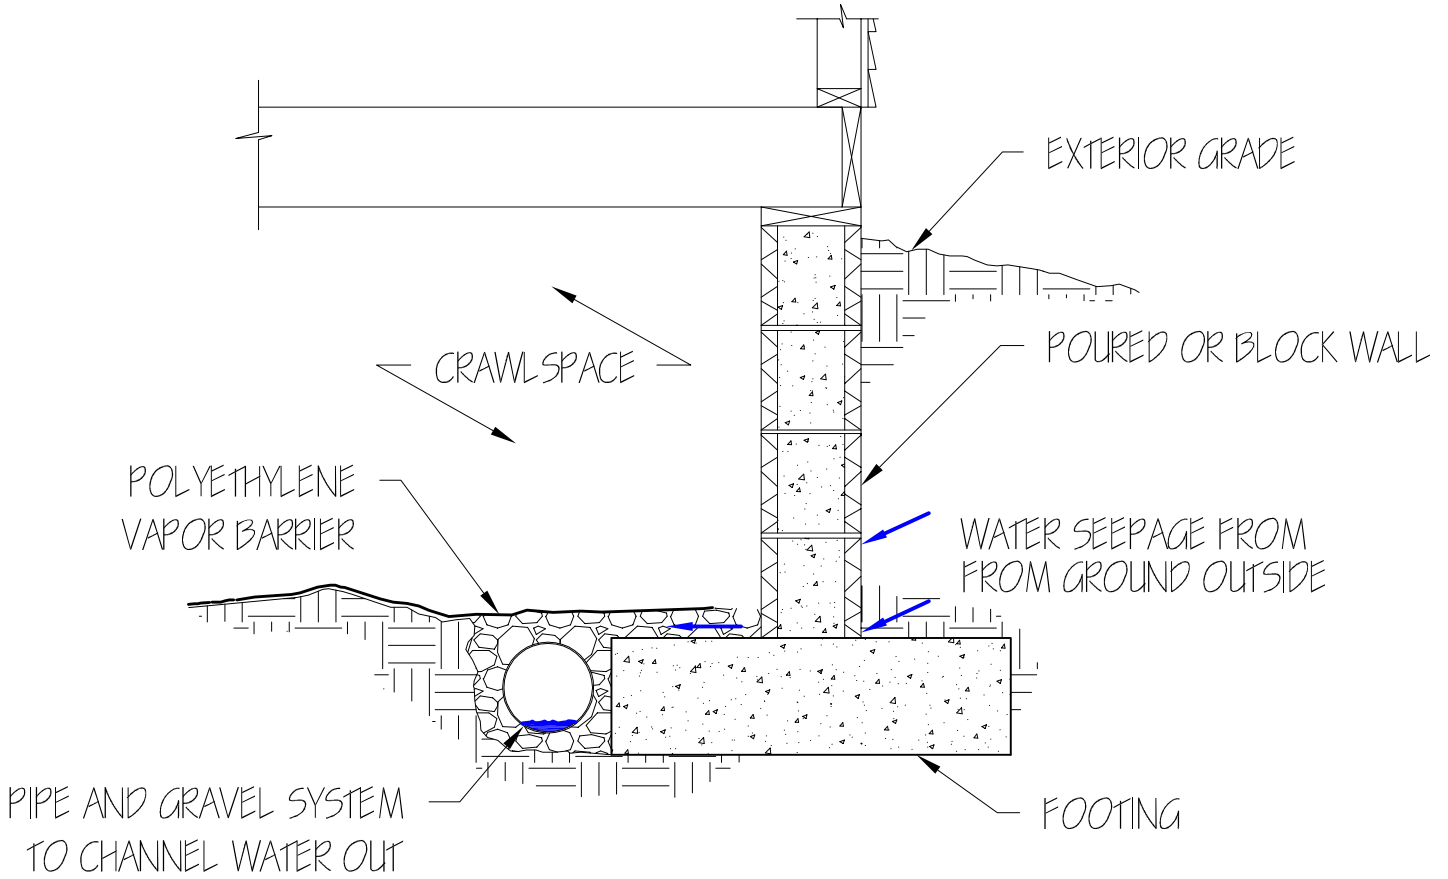 EXTERIOR GRADE
POURED OR BLOCK WALL
CRAWLSPACE
POLYETHYLENE
VAPOR BARRIER
WATER SEEPAGE FROM
FROM GROUND OUTSIDE
PIPE AND GRAVEL SYSTEM
TO CHANNEL WATER OUT
FOOTING